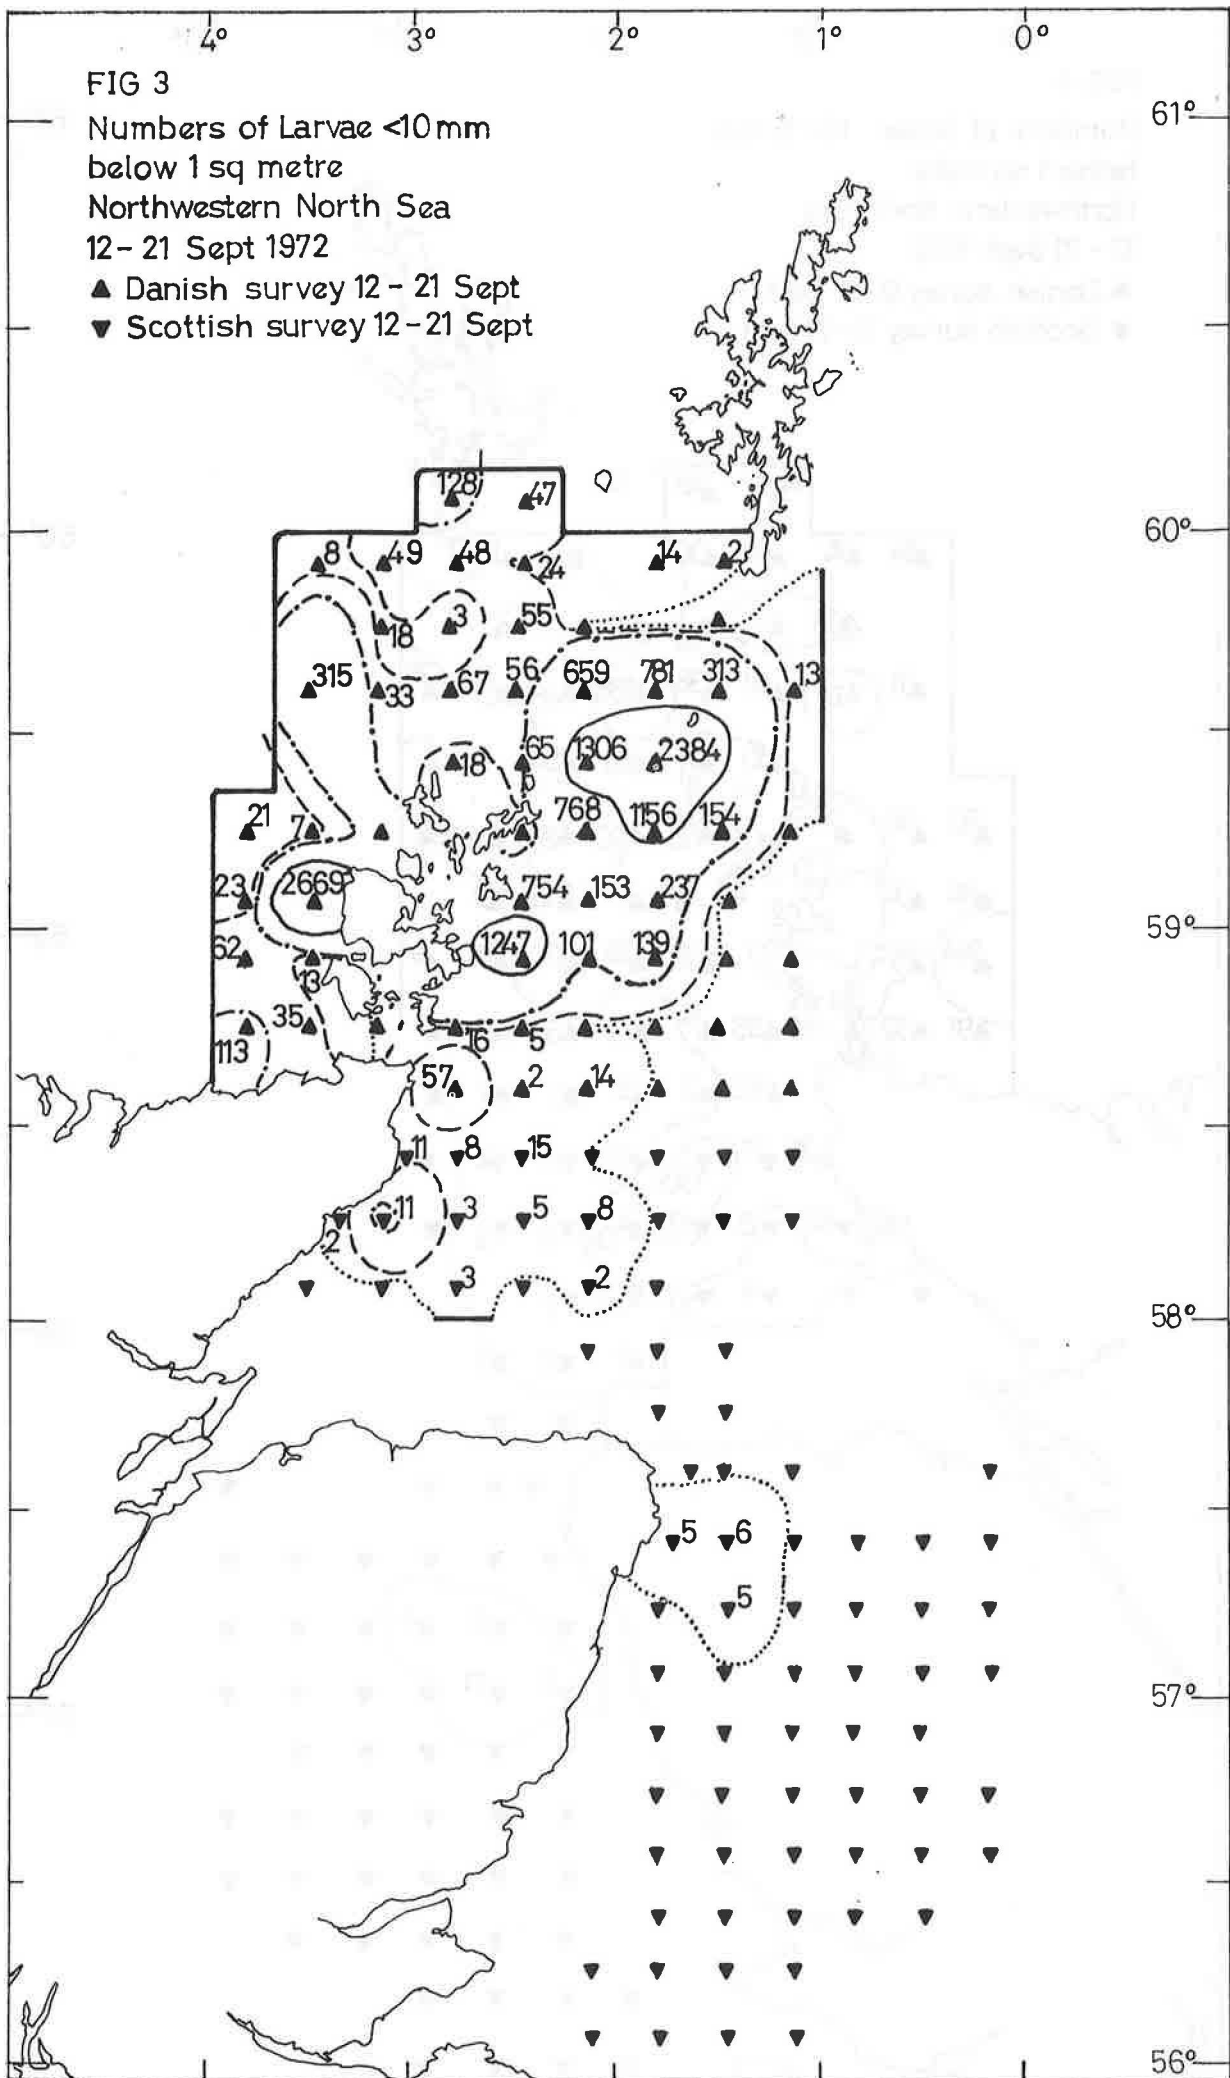 4° 3° 2° 1° 0°
FIG 3
Numbers of Larvae <10mm
below 1 sq metre
Northwestern North Sea
12 - 21 Sept 1972
▲ Danish survey 12 - 21 Sept
▼ Scottish survey 12 - 21 Sept
61°
128 47
60°
8 49 48 24 14 2
18 3 55
315 33 67 56 659 781 313 13
18 65 1306 2384
21 7 768 1156 154
23 2669 754 153 237
59°
62 13 1247 101 139
113 35 16 5
57 2 14
11 8 15
2 11 3 5 8
3 2
58°
5 6
5
57°
56°